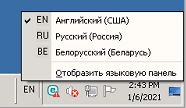 EN Английский (США)
RU Русский (Россия)
BE Белорусский (Беларусь)
Отобразить языковую панель
EN
2:43 PM
1/6/2021